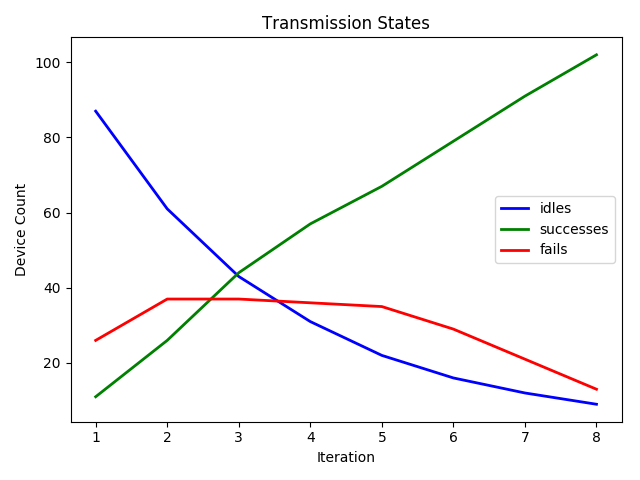 Transmission States
Device Count
100
80
60
40
20
idles
successes
fails
1 2 3 4 5 6 7 8
Iteration